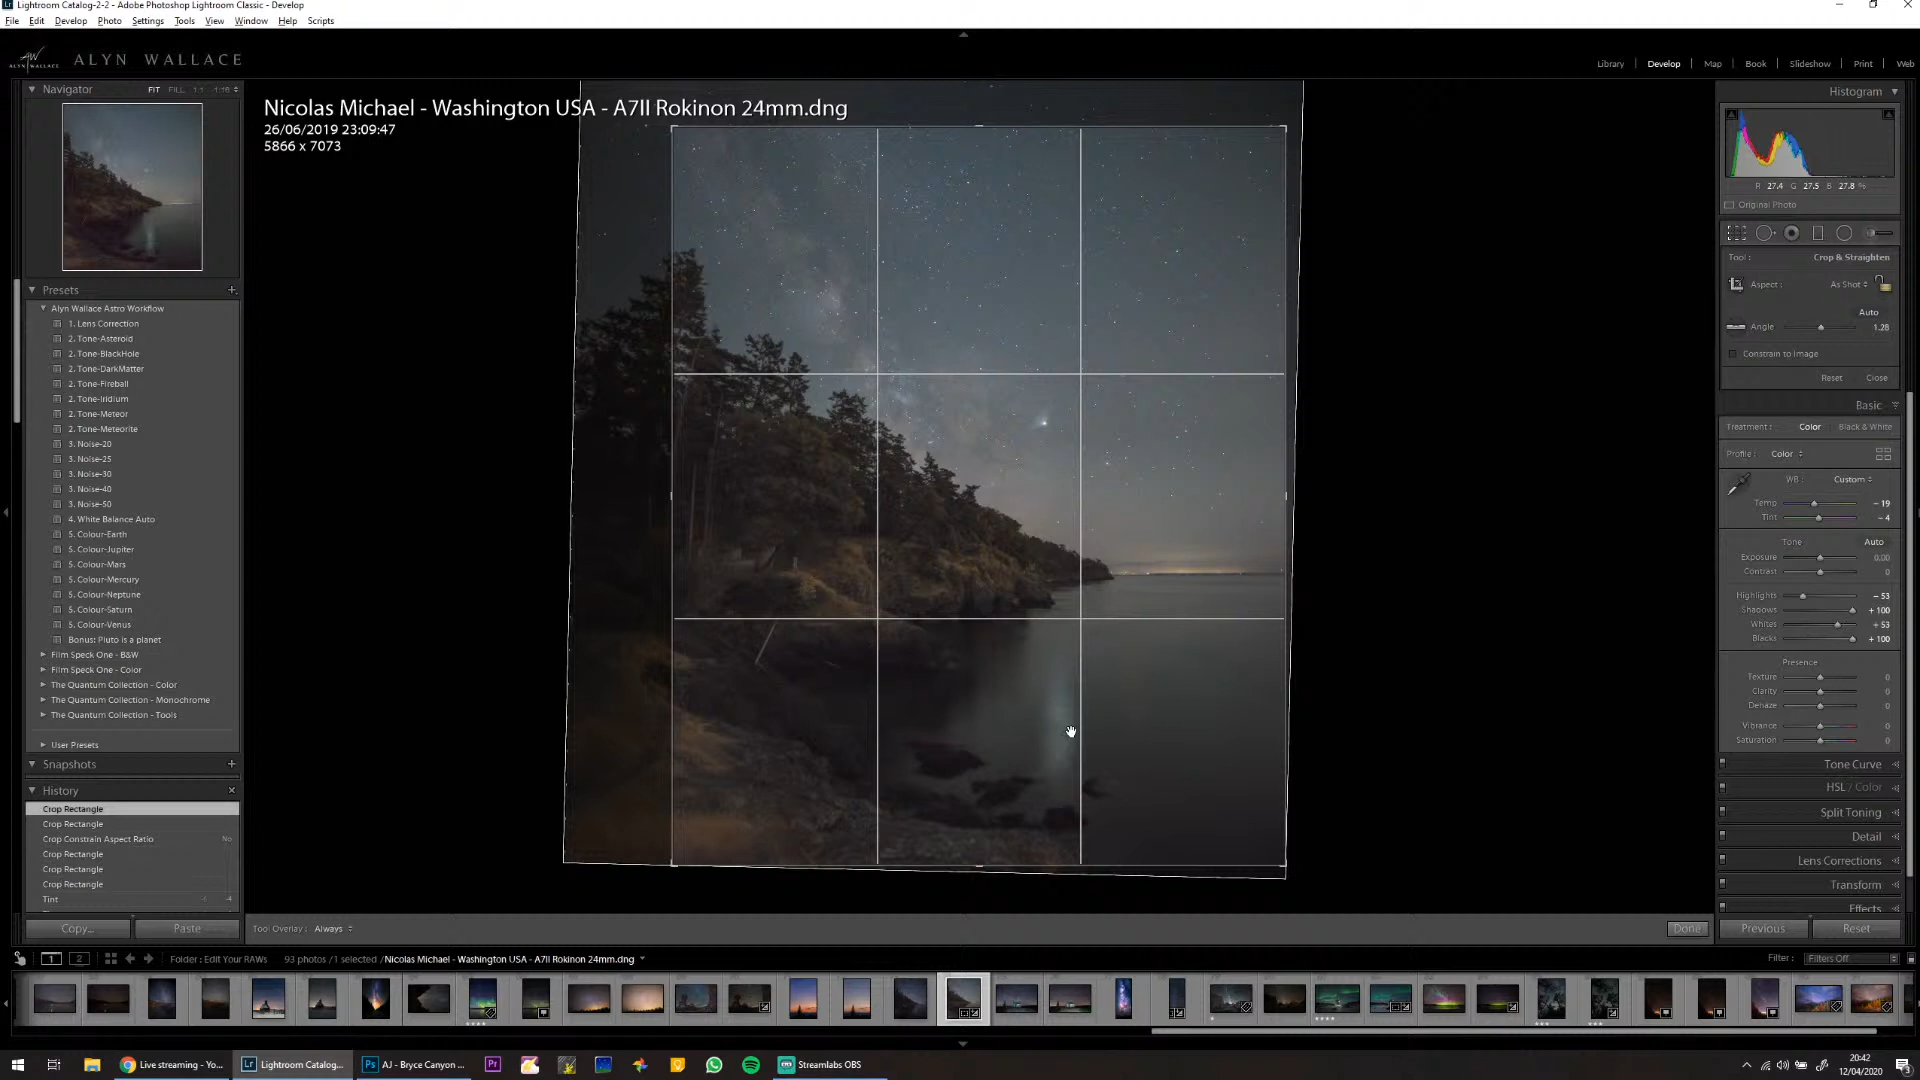 Lightroom Catalog-2-2 - Adobe Photoshop Lightroom Classic - Develop
File Edit Develop Photo Settings Tools View Window Help Scripts
ALYN WALLACE
Library | Develop | Map | Book | Slideshow | Print | Web
Navigator FIT FILL 1:1 1:16
Presets
Alyn Wallace Astro Workflow
1. Lens Correction
2. Tone-Asteroid
2. Tone-BlackHole
2. Tone-DarkMatter
2. Tone-Fireball
2. Tone-Iridium
2. Tone-Meteor
2. Tone-Meteorite
3. Noise-20
3. Noise-25
3. Noise-30
3. Noise-40
3. Noise-50
4. White Balance Auto
5. Colour-Earth
5. Colour-Jupiter
5. Colour-Mars
5. Colour-Mercury
5. Colour-Neptune
5. Colour-Saturn
5. Colour-Venus
Bonus: Pluto is a planet
Film Speck One - B&W
Film Speck One - Color
The Quantum Collection - Color
The Quantum Collection - Monochrome
The Quantum Collection - Tools
User Presets
Snapshots
History
Crop Rectangle
Crop Rectangle
Crop Constrain Aspect Ratio No
Crop Rectangle
Crop Rectangle
Crop Rectangle
Tint -4
Copy... Paste
Nicolas Michael - Washington USA - A7II Rokinon 24mm.dng
26/06/2019 23:09:47
5866 x 7073
Histogram
R 27.4 G 27.5 B 27.8 %
Original Photo
Tool : Crop & Straighten
Aspect : As Shot
Auto
Angle 1.28
Constrain to Image
Reset Close
Basic
Treatment : Color Black & White
Profile : Color
WB : Custom
Temp - 19
Tint - 4
Tone Auto
Exposure 0.00
Contrast 0
Highlights - 53
Shadows + 100
Whites + 53
Blacks + 100
Presence
Texture 0
Clarity 0
Dehaze 0
Vibrance 0
Saturation 0
Tone Curve
HSL / Color
Split Toning
Detail
Lens Corrections
Transform
Effects
Previous Reset
Tool Overlay : Always Done
1 2 Folder : Edit Your RAWs 93 photos / 1 selected / Nicolas Michael - Washington USA - A7II Rokinon 24mm.dng Filter : Filters Off
Live streaming - Yo... Lightroom Catalog... AJ - Bryce Canyon ... Streamlabs OBS
20:42
12/04/2020